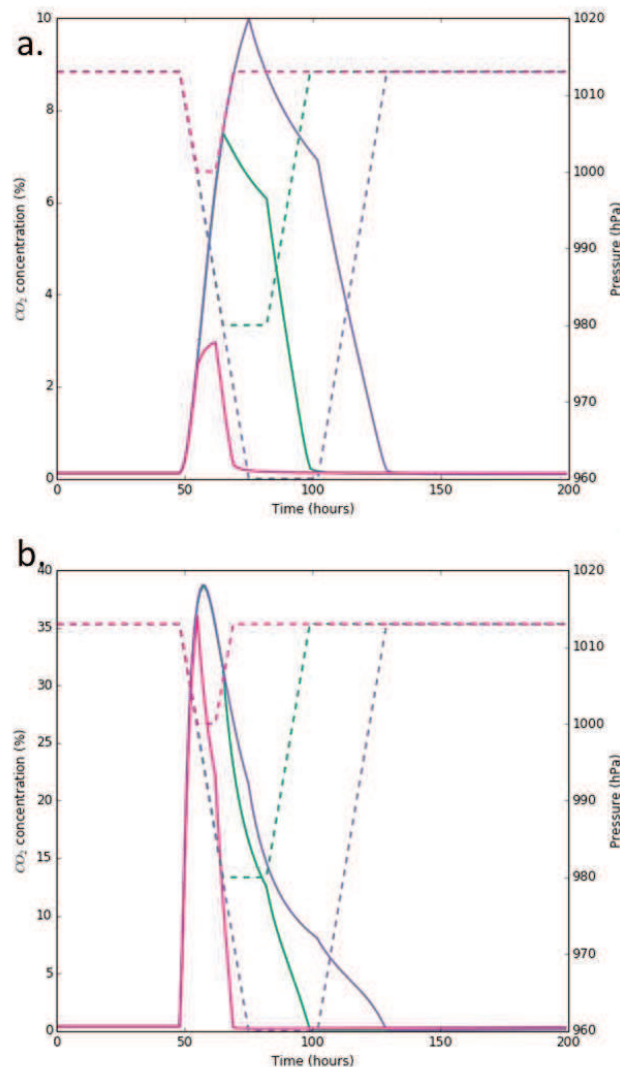 a.
10
8
6
4
2
0
CO2 concentration (%)
1020
1010
1000
990
980
970
960
Pressure (hPa)
0 50 100 150 200
Time (hours)
b.
40
35
30
25
20
15
10
5
0
CO2 concentration (%)
1020
1010
1000
990
980
970
960
Pressure (hPa)
0 50 100 150 200
Time (hours)